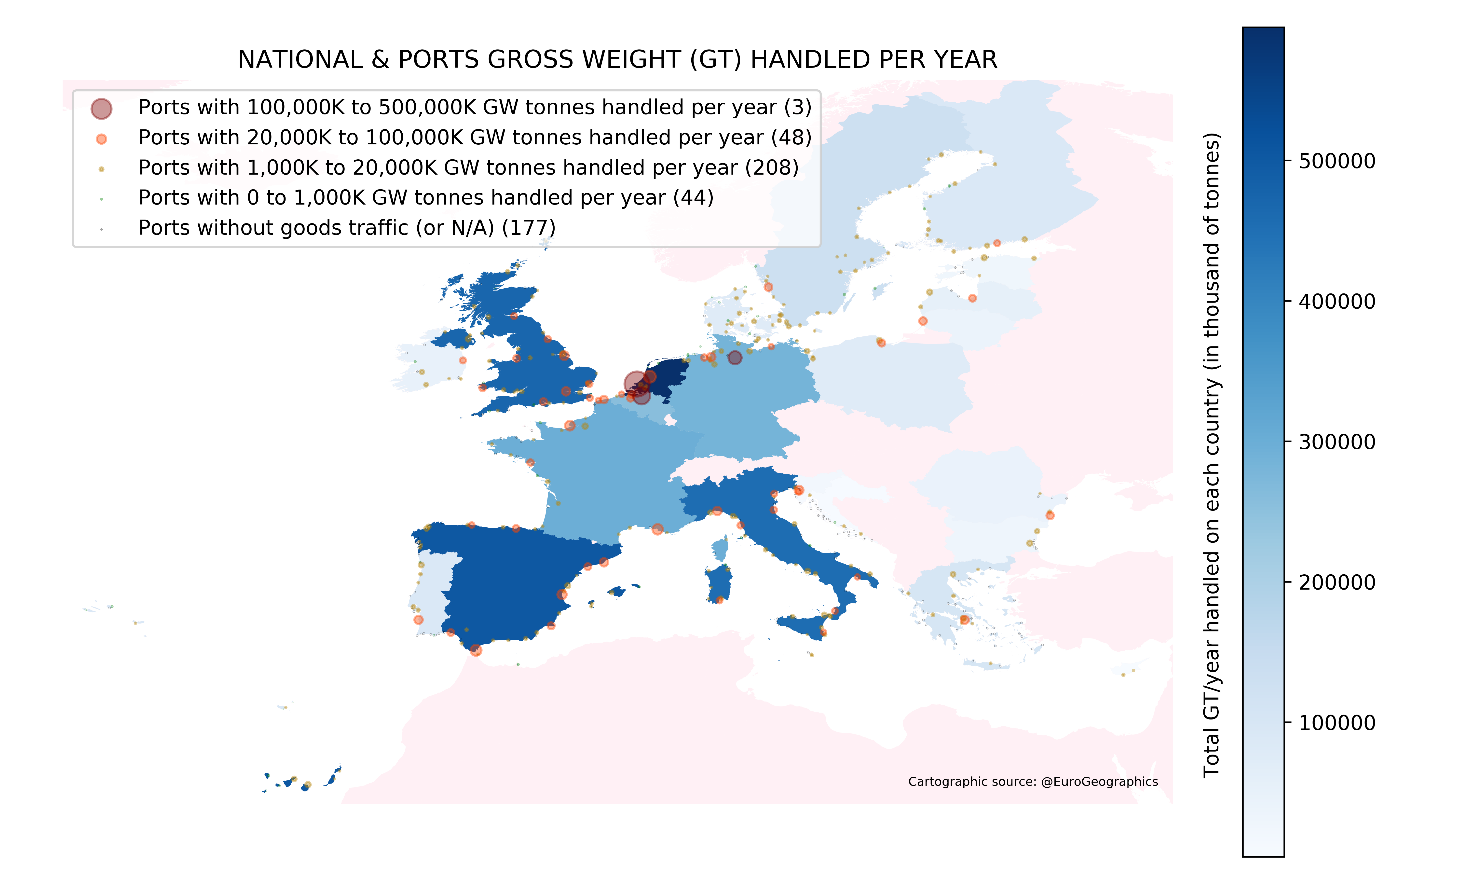 NATIONAL & PORTS GROSS WEIGHT (GT) HANDLED PER YEAR
Ports with 100,000K to 500,000K GW tonnes handled per year (3)
Ports with 20,000K to 100,000K GW tonnes handled per year (48)
Ports with 1,000K to 20,000K GW tonnes handled per year (208)
Ports with 0 to 1,000K GW tonnes handled per year (44)
Ports without goods traffic (or N/A) (177)
Cartographic source: @EuroGeographics
Total GT/year handled on each country (in thousand of tonnes)
500000
400000
300000
200000
100000